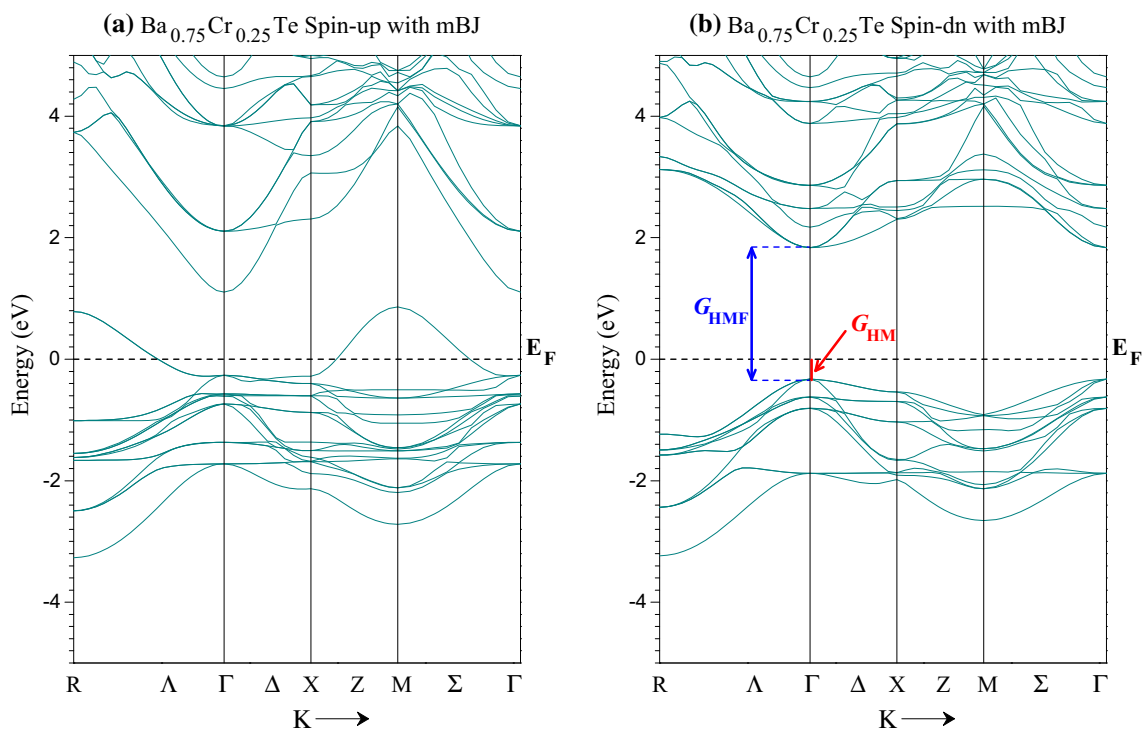 (a) Ba0.75Cr0.25Te Spin-up with mBJ
Energy (eV)
4
2
0
-2
-4
EF
R Λ Γ Δ X Z M Σ Γ
K
(b) Ba0.75Cr0.25Te Spin-dn with mBJ
Energy (eV)
4
2
0
-2
-4
GHMF
GHM
EF
R Λ Γ Δ X Z M Σ Γ
K